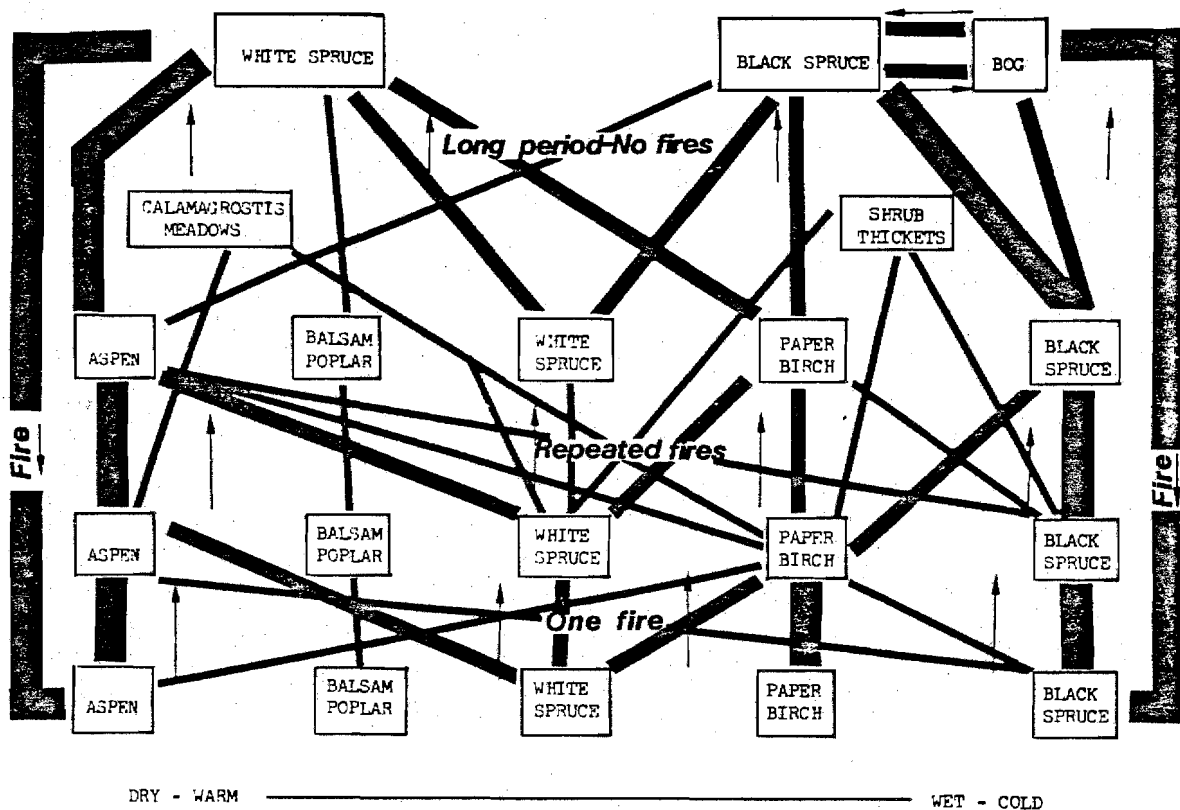 WHITE SPRUCE
BLACK SPRUCE
BOG
Long period-No fires
CALAMAGROSTIS
MEADOWS
SHRUB
THICKETS
ASPEN
BALSAM
POPLAR
WHITE
SPRUCE
PAPER
BIRCH
BLACK
SPRUCE
Fire
Repeated fires
Fire
ASPEN
BALSAM
POPLAR
WHITE
SPRUCE
PAPER
BIRCH
BLACK
SPRUCE
One fire
ASPEN
BALSAM
POPLAR
WHITE
SPRUCE
PAPER
BIRCH
BLACK
SPRUCE
DRY - WARM
WET - COLD